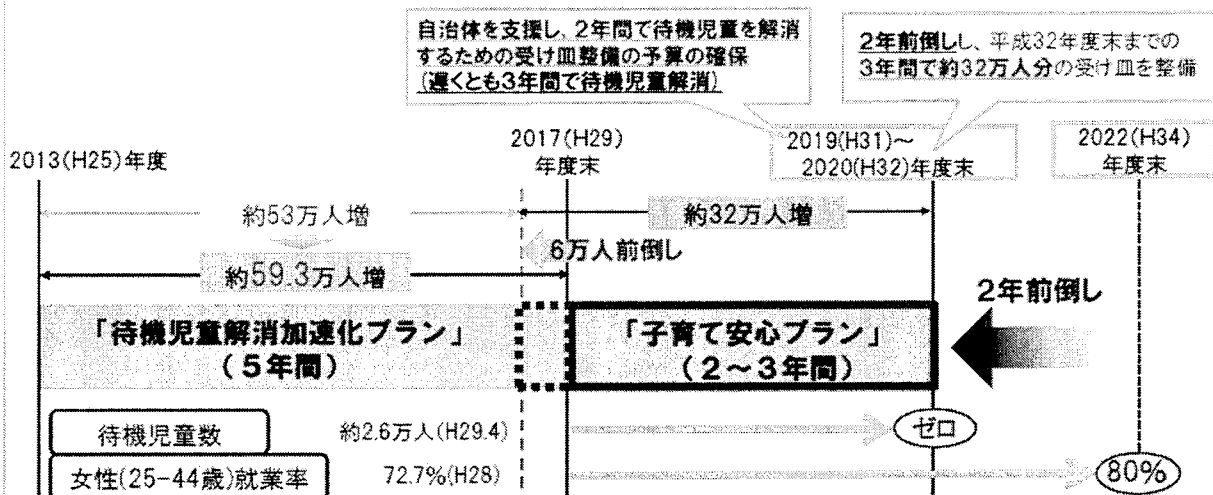 自治体を支援し、2年間で待機児童を解消
するための受け皿整備の予算の確保
(遅くとも3年間で待機児童解消)
2年前倒しし、平成32年度末までの
3年間で約32万人分の受け皿を整備
2013(H25)年度
2017(H29)
年度末
2019(H31)～
2020(H32)年度末
2022(H34)
年度末
約53万人増
約32万人増
6万人前倒し
約59.3万人増
2年前倒し
「待機児童解消加速化プラン」
(5年間)
「子育て安心プラン」
(2～3年間)
待機児童数
約2.6万人(H29.4)
ゼロ
女性(25-44歳)就業率
72.7%(H28)
80%